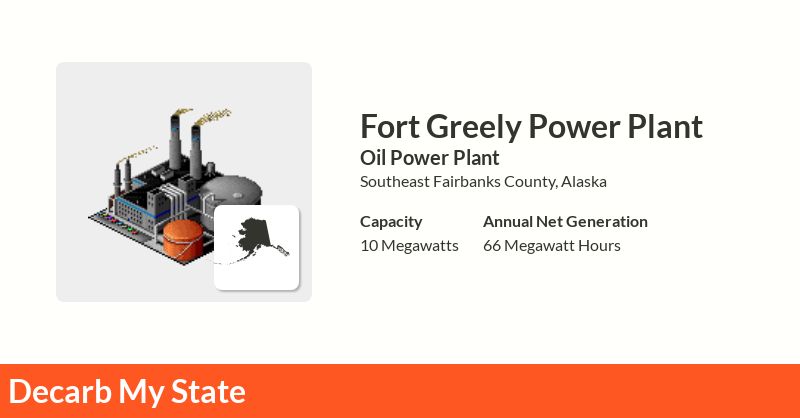 Fort Greely Power Plant
Oil Power Plant
Southeast Fairbanks County, Alaska
Capacity
10 Megawatts
Annual Net Generation
66 Megawatt Hours
Decarb My State